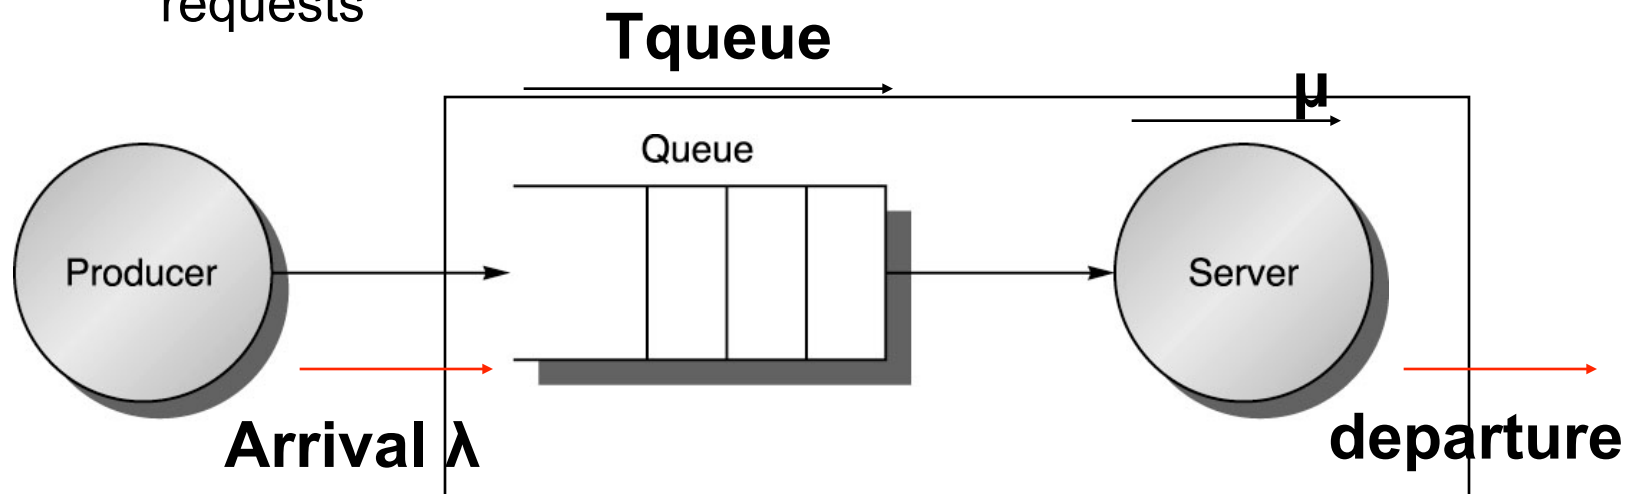 requests
Tqueue
μ
Queue
Producer
Server
Arrival λ
departure